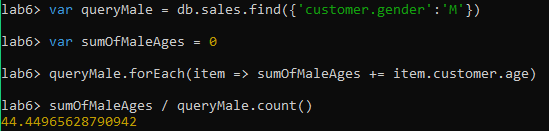 lab6> var queryMale = db.sales.find({'customer.gender':'M'})
lab6> var sumOfMaleAges = 0
lab6> queryMale.forEach(item => sumOfMaleAges += item.customer.age)
lab6> sumOfMaleAges / queryMale.count()
44.44965628790942